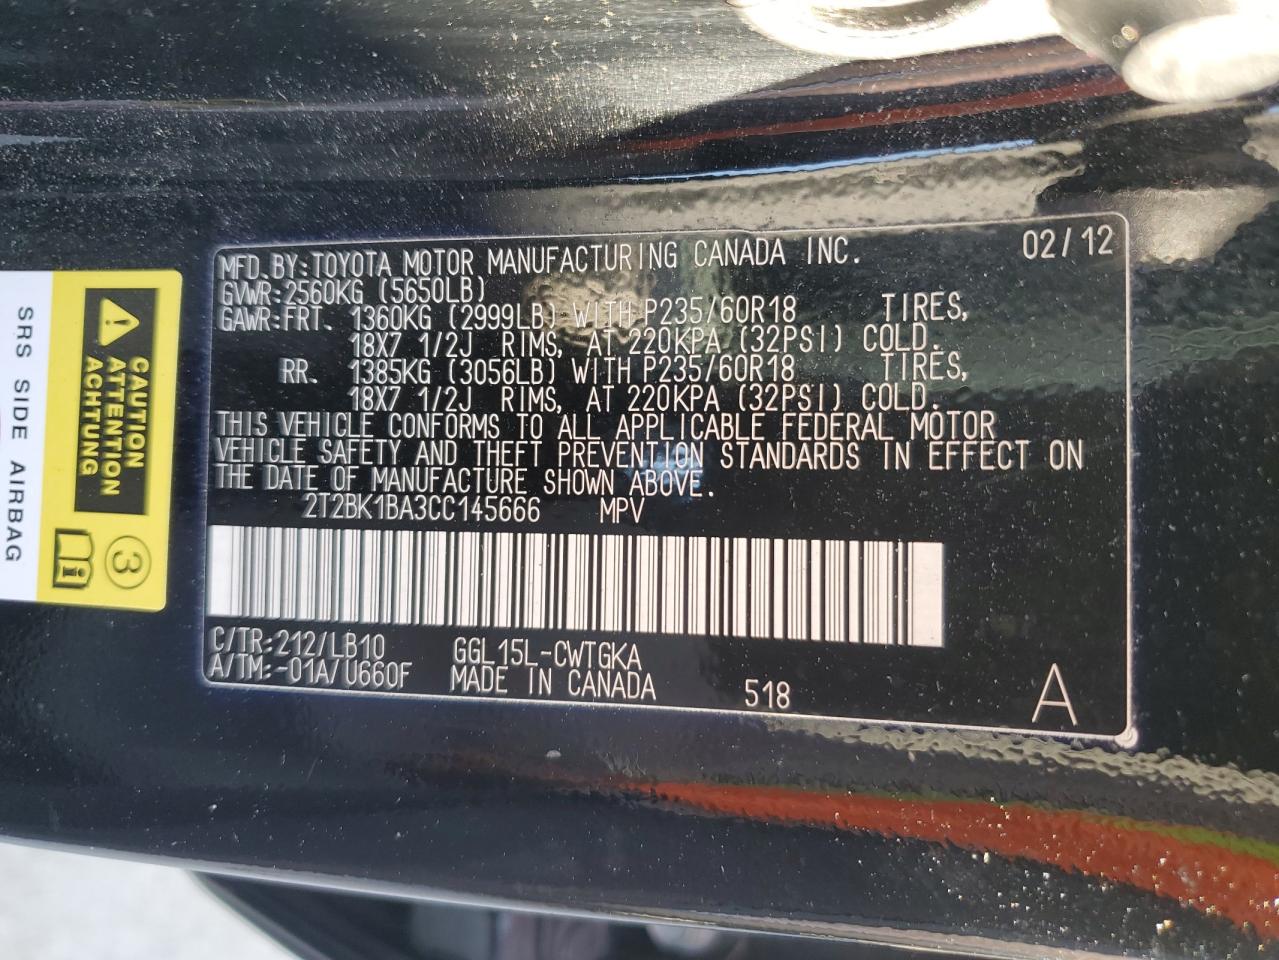 MFD.BY:TOYOTA MOTOR MANUFACTURING CANADA INC. 02/12
GVWR:2560KG (5650LB)
GAWR:FRT. 1360KG (2999LB) WITH P235/60R18 TIRES,
18X7 1/2J RIMS, AT 220KPA (32PSI) COLD.
RR. 1385KG (3056LB) WITH P235/60R18 TIRES,
18X7 1/2J RIMS, AT 220KPA (32PSI) COLD.
THIS VEHICLE CONFORMS TO ALL APPLICABLE FEDERAL MOTOR
VEHICLE SAFETY AND THEFT PREVENTION STANDARDS IN EFFECT ON
THE DATE OF MANUFACTURE SHOWN ABOVE.
2T2BK1BA3CC145666 MPV
C/TR:212/LB10 GGL15L-CWTGKA
A/TM:-01A/U660F MADE IN CANADA 518 A
CAUTION
ATTENTION
ACHTUNG
3
SRS SIDE AIRBAG